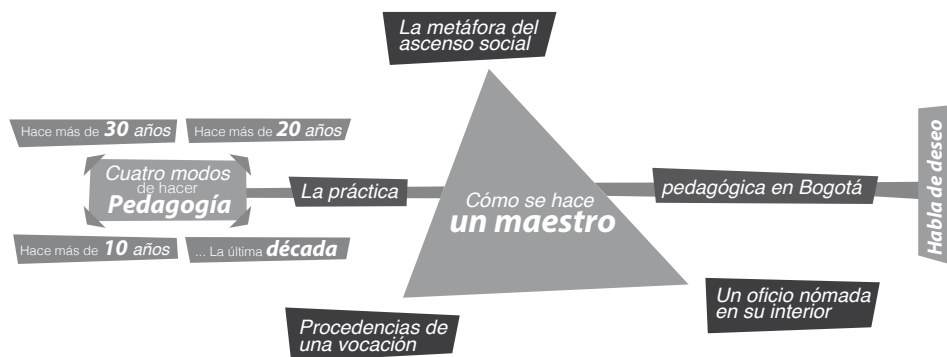 La metáfora del
ascenso social
Hace más de 30 años
Hace más de 20 años
Cuatro modos
de hacer
Pedagogía
Hace más de 10 años
... La última década
La práctica
Cómo se hace
un maestro
pedagógica en Bogotá
Habla de deseo
Procedencias de
una vocación
Un oficio nómada
en su interior